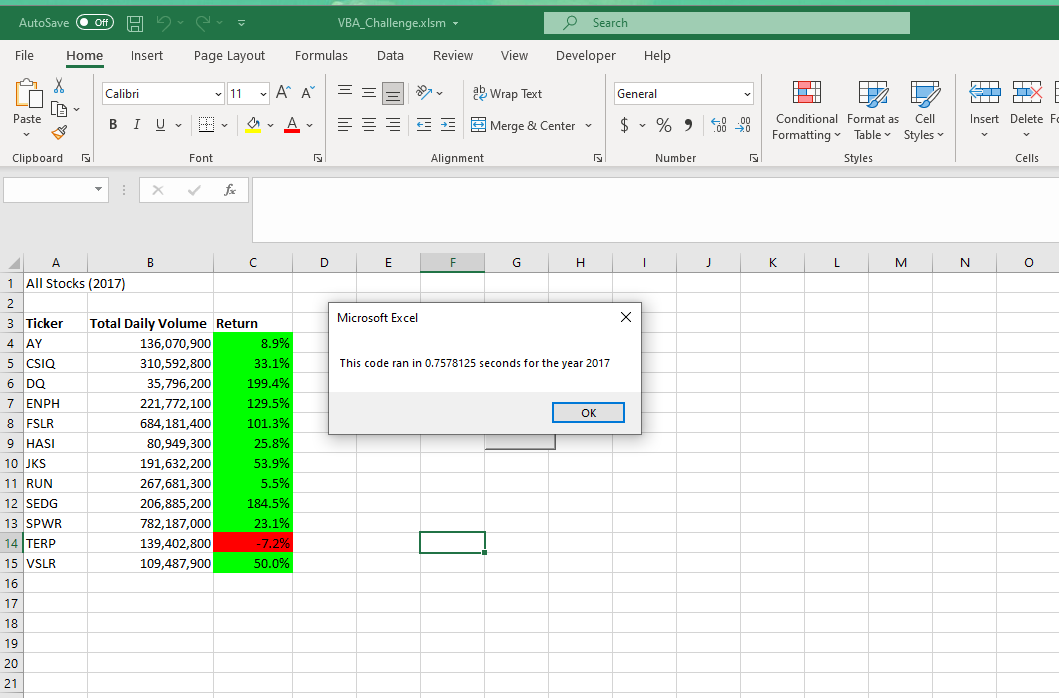 AutoSave Off VBA_Challenge.xlsm Search
File Home Insert Page Layout Formulas Data Review View Developer Help
Paste Calibri 11 A A ab Wrap Text General Conditional Formatting Format as Table Cell Styles Insert Delete
B I U A Merge & Center $ % 9 .00 .00
Clipboard Font Alignment Number Styles Cells
fx
A B C D E F G H I J K L M N O
1 All Stocks (2017)
2
3 Ticker Total Daily Volume Return
4 AY 136,070,900 8.9%
5 CSIQ 310,592,800 33.1%
6 DQ 35,796,200 199.4%
7 ENPH 221,772,100 129.5%
8 FSLR 684,181,400 101.3%
9 HASI 80,949,300 25.8%
10 JKS 191,632,200 53.9%
11 RUN 267,681,300 5.5%
12 SEDG 206,885,200 184.5%
13 SPWR 782,187,000 23.1%
14 TERP 139,402,800 -7.2%
15 VSLR 109,487,900 50.0%
16
17
18
19
20
21
Microsoft Excel
This code ran in 0.7578125 seconds for the year 2017
OK